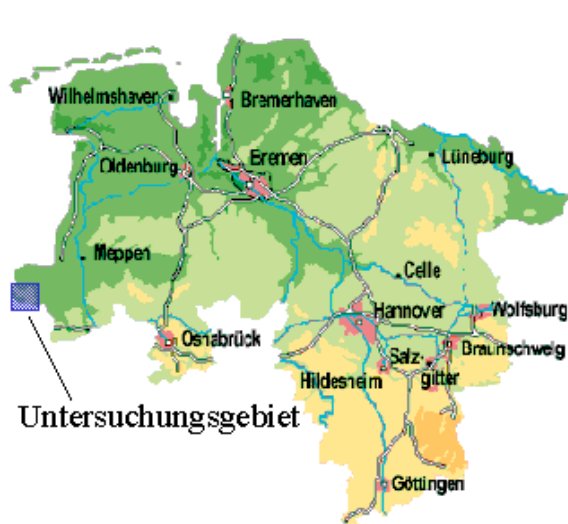 Wilhelmshaven
Bremerhaven
Oldenburg
Bremen
Lüneburg
Meppen
Celle
Hannover
Wolfsburg
Osnabrück
Braunschweig
Salz-
gitter
Hildesheim
Untersuchungsgebiet
Göttingen